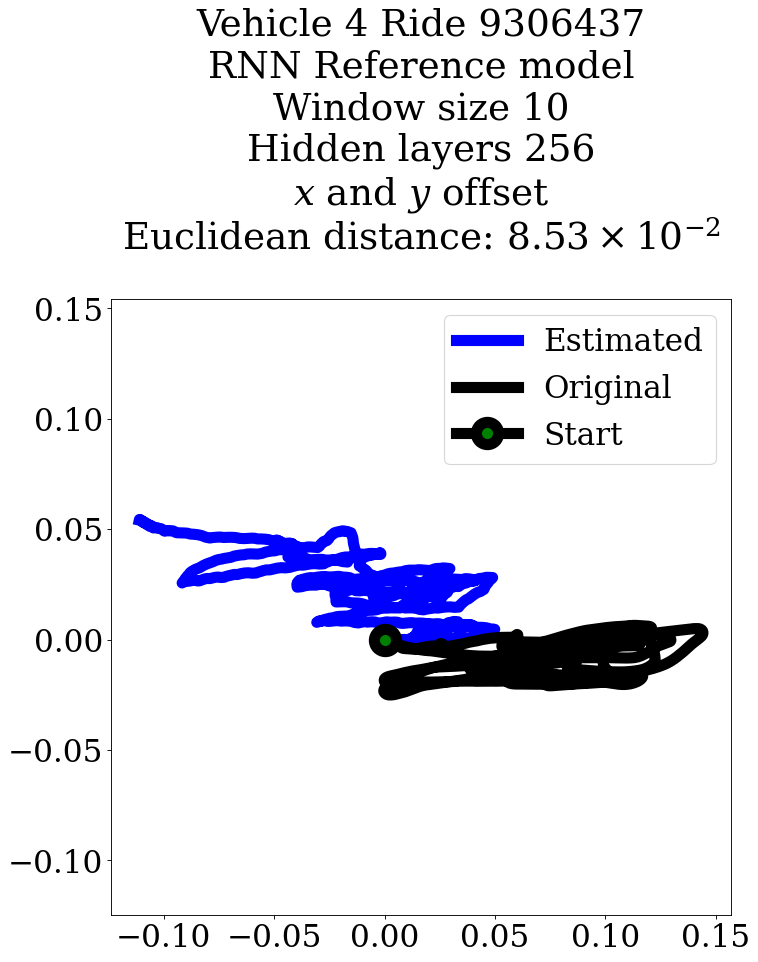 Vehicle 4 Ride 9306437
RNN Reference model
Window size 10
Hidden layers 256
x and y offset
Euclidean distance: 8.53 × 10⁻²
Estimated
Original
Start
0.15
0.10
0.05
0.00
−0.05
−0.10
−0.10 −0.05 0.00 0.05 0.10 0.15